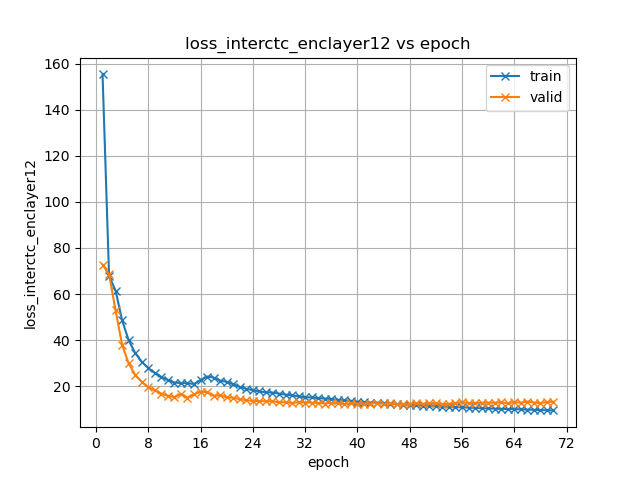 loss_interctc_enclayer12 vs epoch
160
140
120
100
80
60
40
20
loss_interctc_enclayer12
train
valid
0 8 16 24 32 40 48 56 64 72
epoch